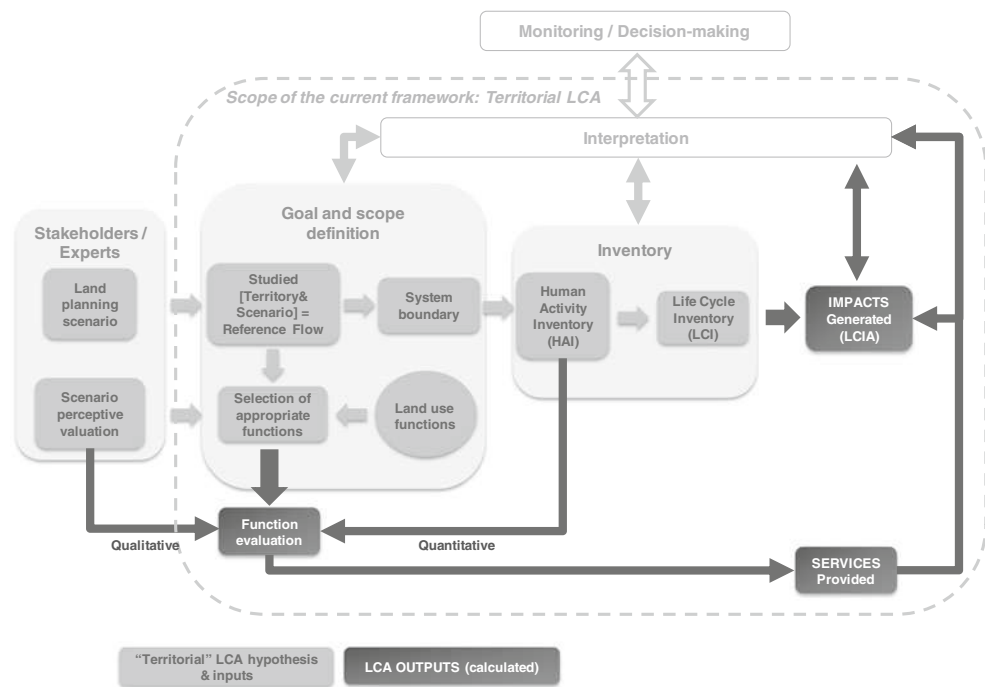 Monitoring / Decision-making
Scope of the current framework: Territorial LCA
Interpretation
Goal and scope
definition
Stakeholders /
Experts
Inventory
Land
planning
scenario
Studied
[Territory&
Scenario] =
Reference Flow
System
boundary
Human
Activity
Inventory
(HAI)
Life Cycle
Inventory
(LCI)
IMPACTS
Generated
(LCIA)
Scenario
perceptive
valuation
Selection of
appropriate
functions
Land use
functions
Function
evaluation
Qualitative
Quantitative
SERVICES
Provided
“Territorial” LCA hypothesis
& inputs
LCA OUTPUTS (calculated)